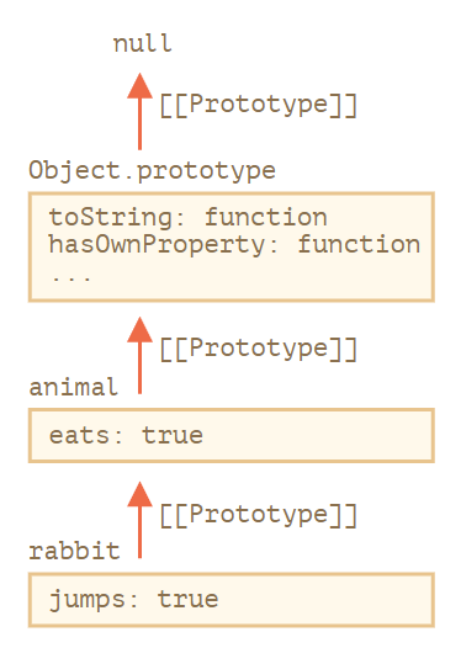 null
[[Prototype]]
Object.prototype
toString: function
hasOwnProperty: function
...
[[Prototype]]
animal
eats: true
[[Prototype]]
rabbit
jumps: true